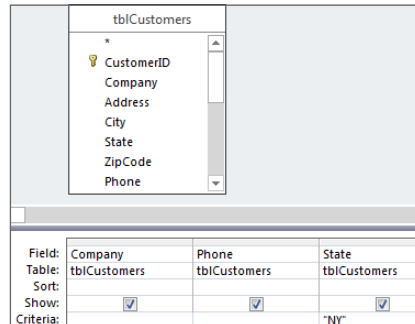 tblCustomers
*
CustomerID
Company
Address
City
State
ZipCode
Phone
Field: Company Phone State
Table: tblCustomers tblCustomers tblCustomers
Sort:
Show:
Criteria: "NY"